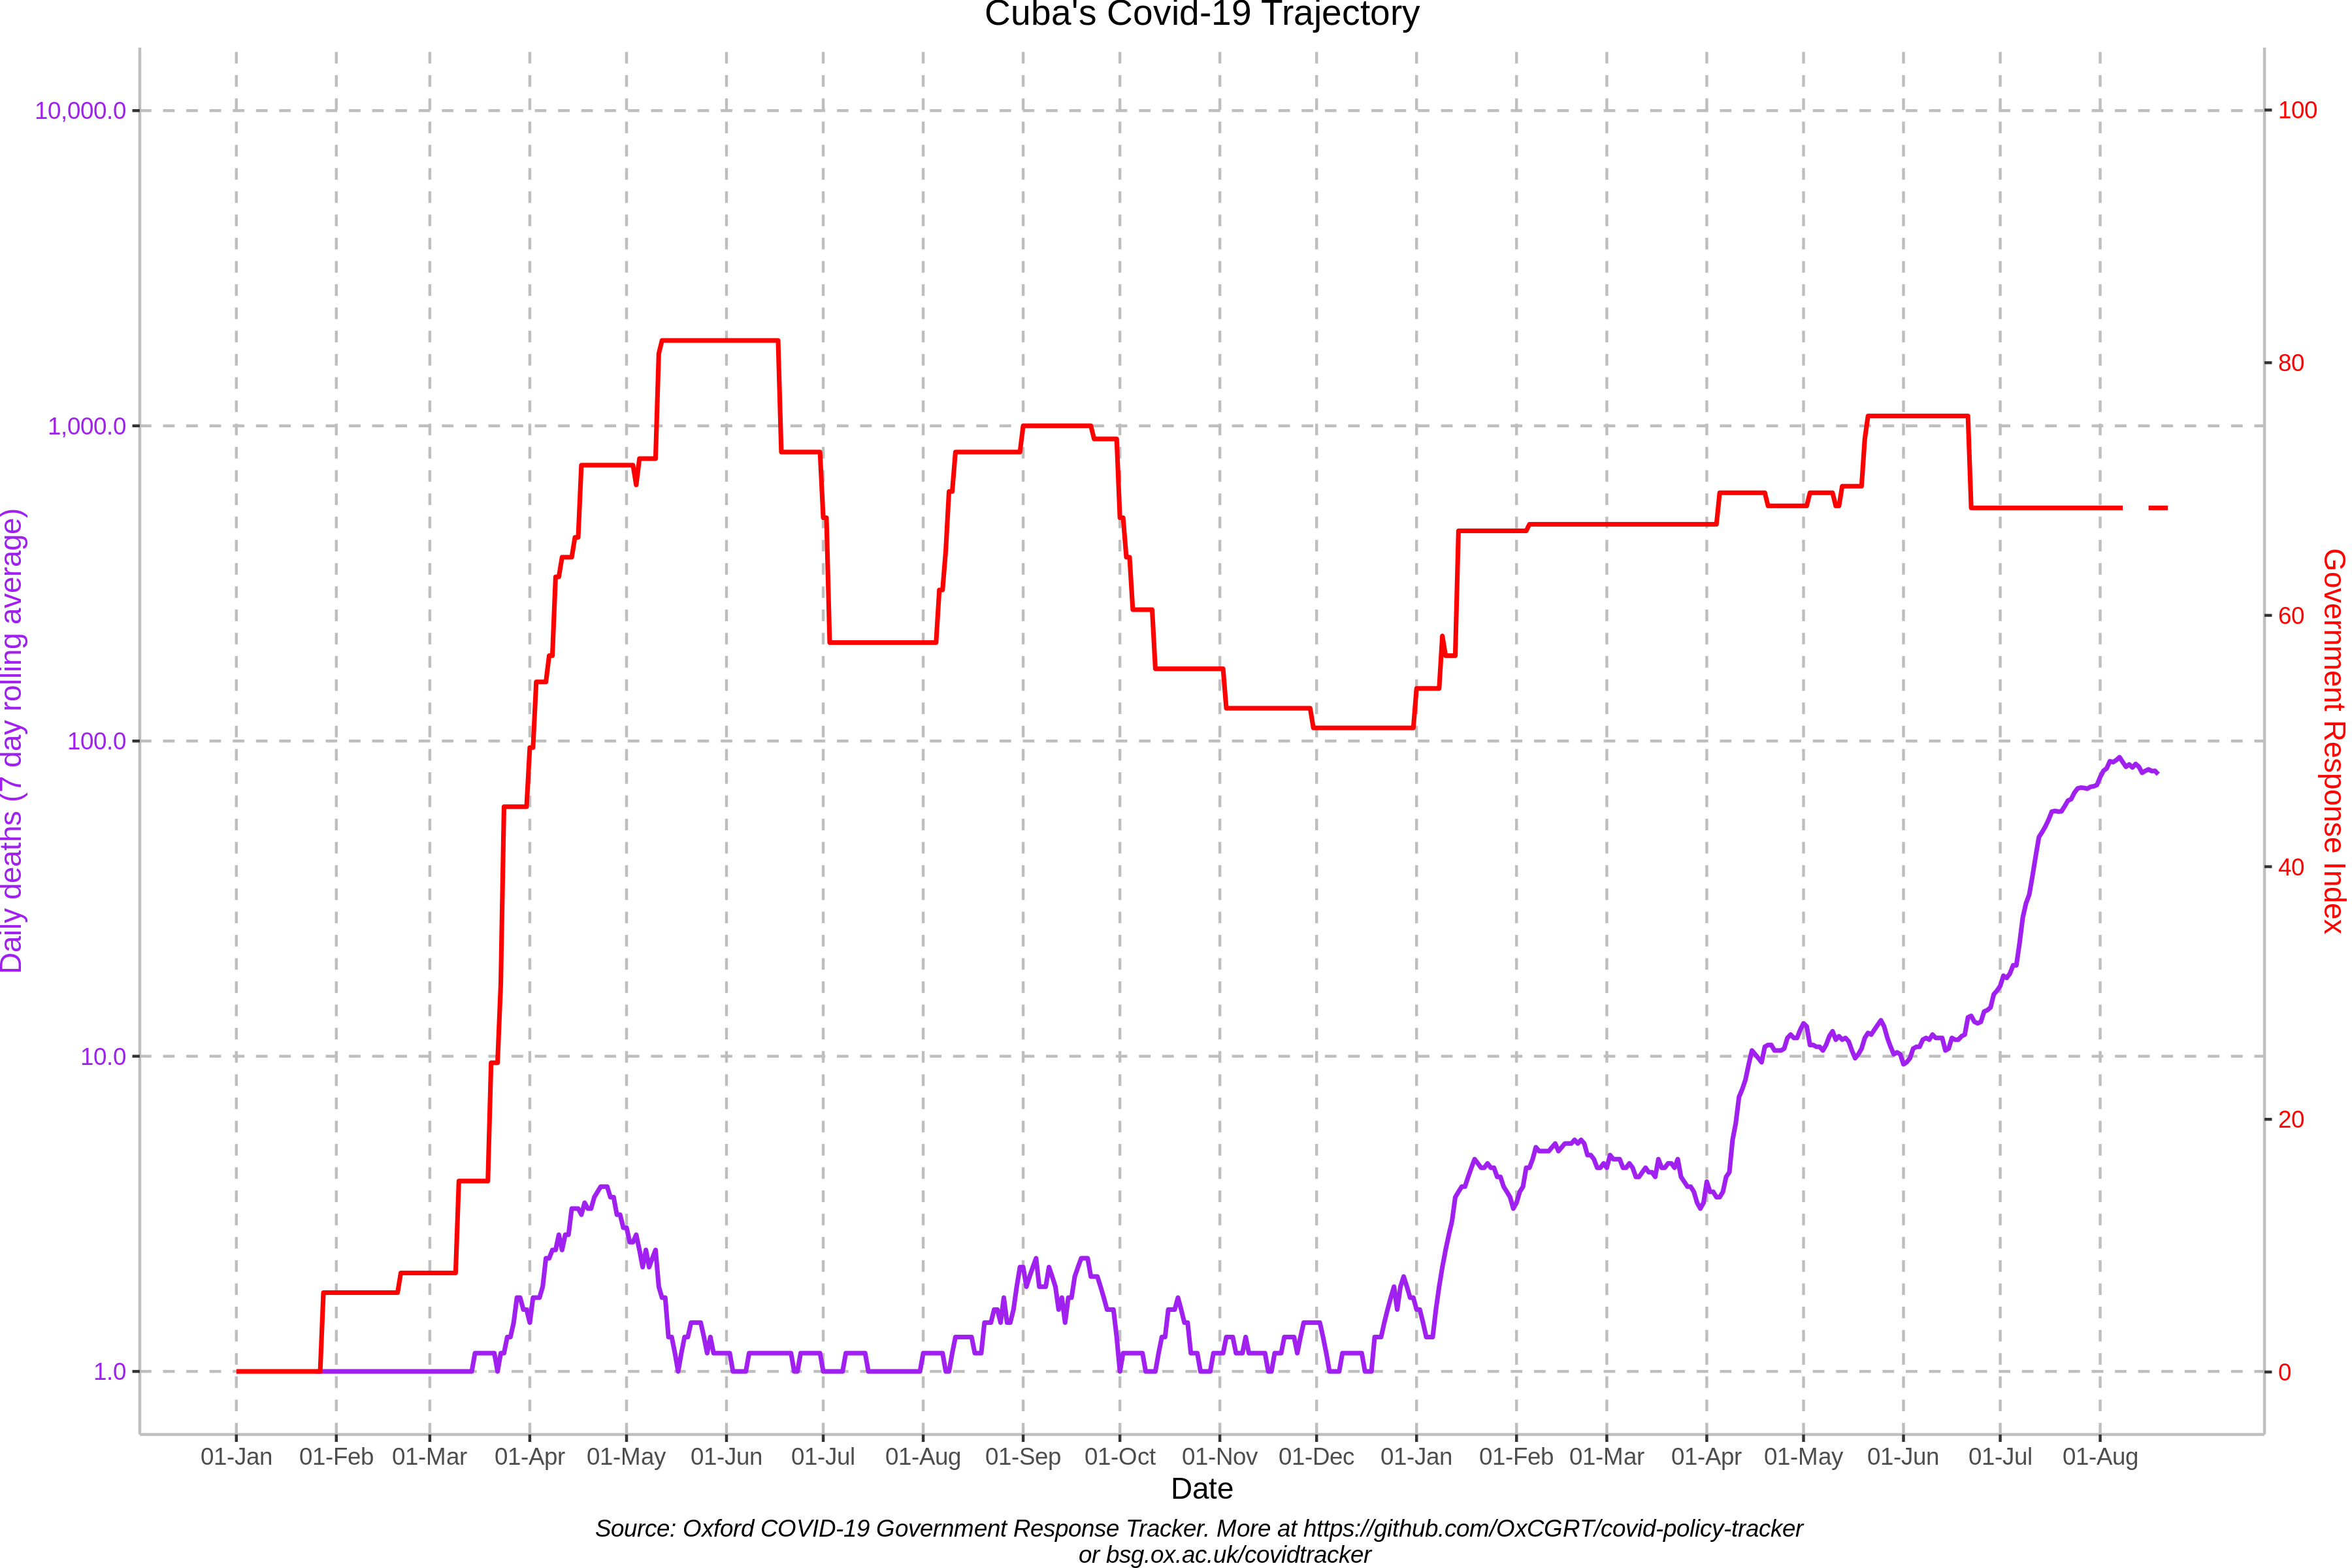 Cuba's Covid-19 Trajectory
10,000.0
1,000.0
100.0
10.0
1.0
Daily deaths (7 day rolling average)
100
80
60
40
20
0
Government Response Index
01-Jan 01-Feb 01-Mar 01-Apr 01-May 01-Jun 01-Jul 01-Aug 01-Sep 01-Oct 01-Nov 01-Dec 01-Jan 01-Feb 01-Mar 01-Apr 01-May 01-Jun 01-Jul 01-Aug
Date
Source: Oxford COVID-19 Government Response Tracker. More at https://github.com/OxCGRT/covid-policy-tracker
or bsg.ox.ac.uk/covidtracker